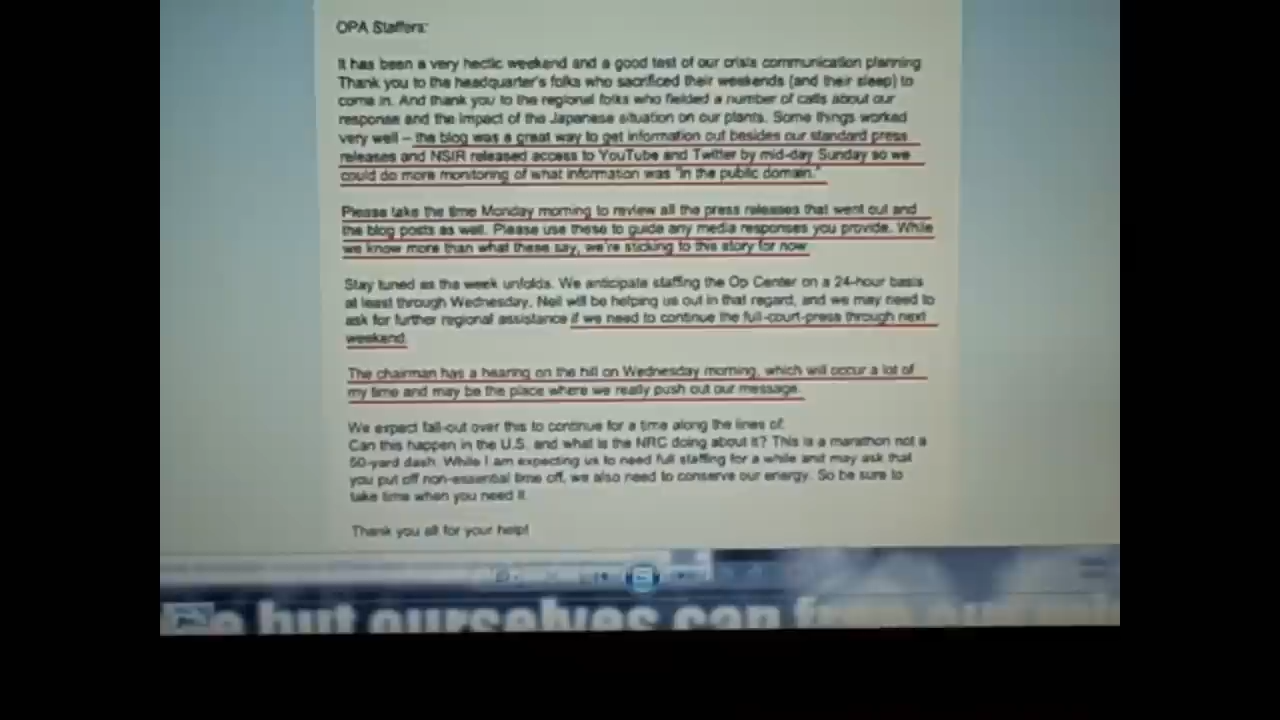 OPA Staffers:
It has been a very hectic weekend and a good test of our crisis communication planning
Thank you to the headquarter's folks who sacrificed their weekends (and their sleep) to
come in. And thank you to the regional folks who fielded a number of calls about our
response and the impact of the Japanese situation on our plants. Some things worked
very well – the blog was a great way to get information out besides our standard press
releases and NSIR released access to YouTube and Twitter by mid-day Sunday so we
could do more monitoring of what information was "in the public domain."
Please take the time Monday morning to review all the press releases that went out and
the blog posts as well. Please use these to guide any media responses you provide. While
we know more than what these say, we're sticking to this story for now.
Stay tuned as the week unfolds. We anticipate staffing the Op Center on a 24-hour basis
at least through Wednesday. Neil will be helping us out in that regard, and we may need to
ask for further regional assistance if we need to continue the full-court-press through next
weekend.
The chairman has a hearing on the hill on Wednesday morning, which will occur a lot of
my time and may be the place where we really push out our message.
We expect fall-out over this to continue for a time along the lines of:
Can this happen in the U.S. and what is the NRC doing about it? This is a marathon not a
50-yard dash. While I am expecting us to need full staffing for a while and may ask that
you put off non-essential time off, we also need to conserve our energy. So be sure to
take time when you need it.
Thank you all for your help!
but ourselves can